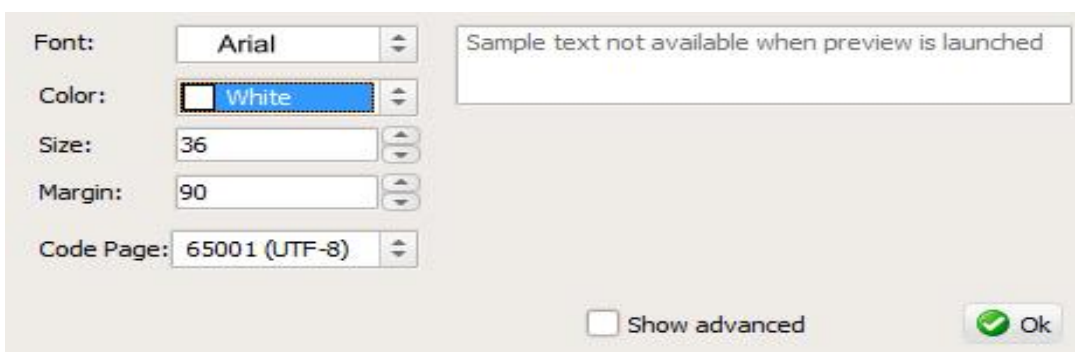 Font: Arial
Sample text not available when preview is launched
Color: White
Size: 36
Margin: 90
Code Page: 65001 (UTF-8)
Show advanced
Ok